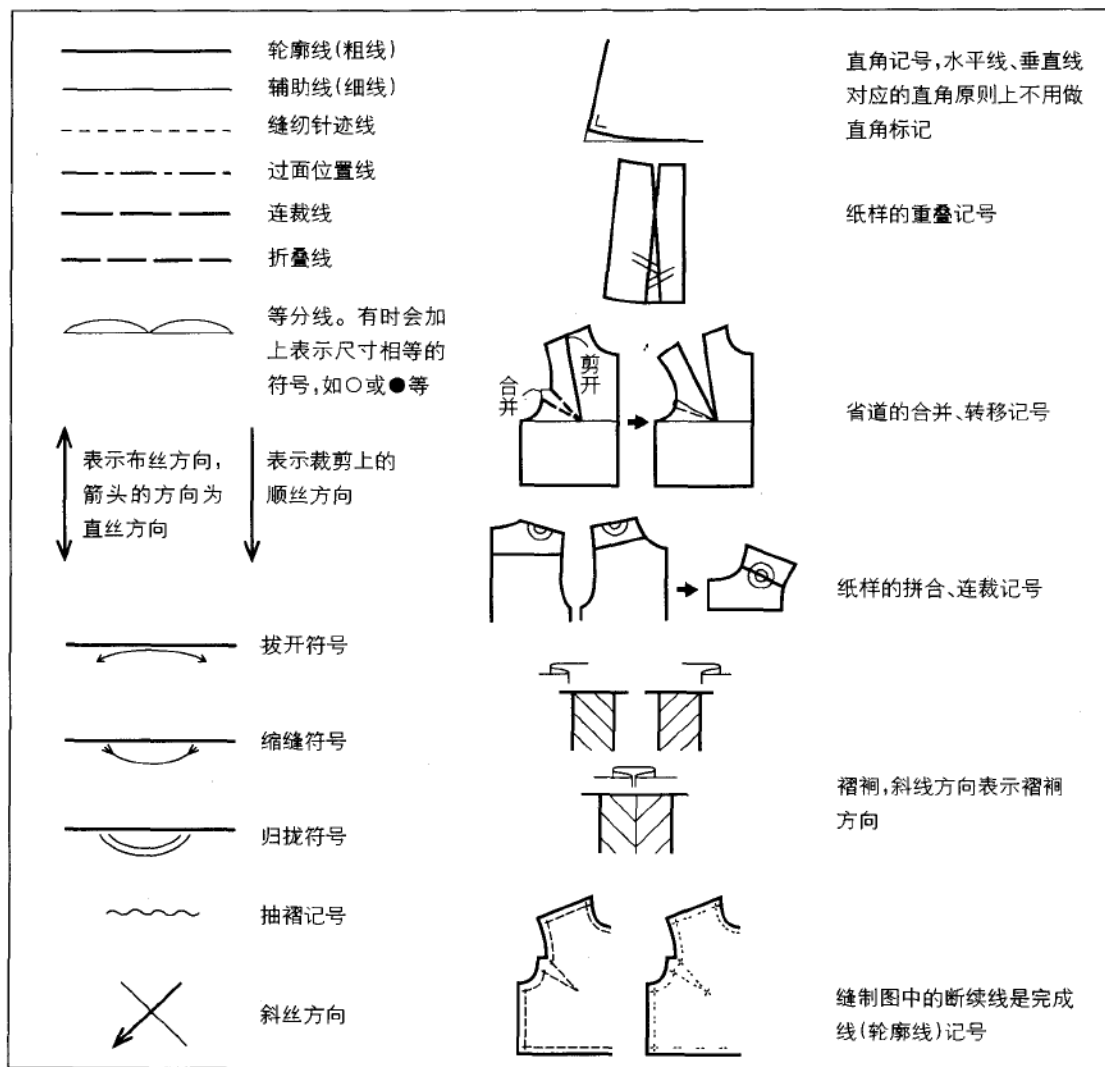 轮廓线(粗线)
辅助线(细线)
缝纫针迹线
过面位置线
连裁线
折叠线
等分线。有时会加
上表示尺寸相等的
符号,如○或●等
表示布丝方向,
箭头的方向为
直丝方向
表示裁剪上的
顺丝方向
拔开符号
缩缝符号
归拢符号
抽褶记号
斜丝方向
直角记号,水平线、垂直线
对应的直角原则上不用做
直角标记
纸样的重叠记号
合并
剪开
省道的合并、转移记号
纸样的拼合、连裁记号
褶裥,斜线方向表示褶裥
方向
缝制图中的断续线是完成
线(轮廓线)记号